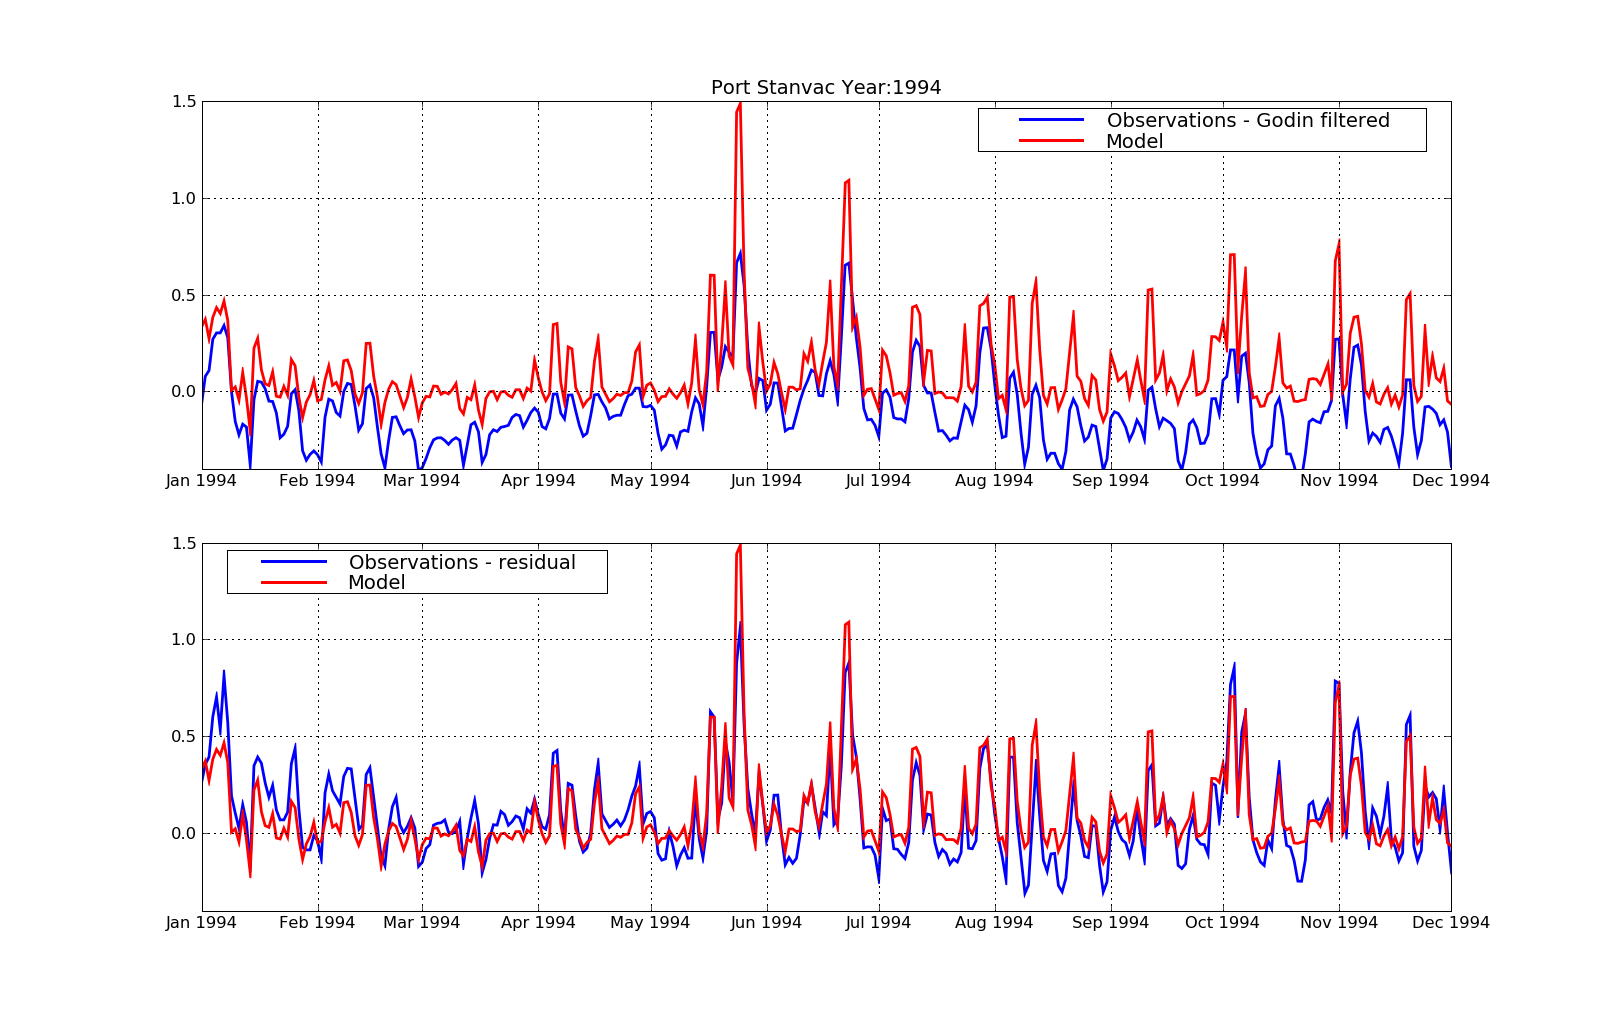 Port Stanvac Year:1994
1.5
Observations - Godin filtered
Model
1.0
0.5
0.0
Jan 1994 Feb 1994 Mar 1994 Apr 1994 May 1994 Jun 1994 Jul 1994 Aug 1994 Sep 1994 Oct 1994 Nov 1994 Dec 1994
1.5
Observations - residual
Model
1.0
0.5
0.0
Jan 1994 Feb 1994 Mar 1994 Apr 1994 May 1994 Jun 1994 Jul 1994 Aug 1994 Sep 1994 Oct 1994 Nov 1994 Dec 1994